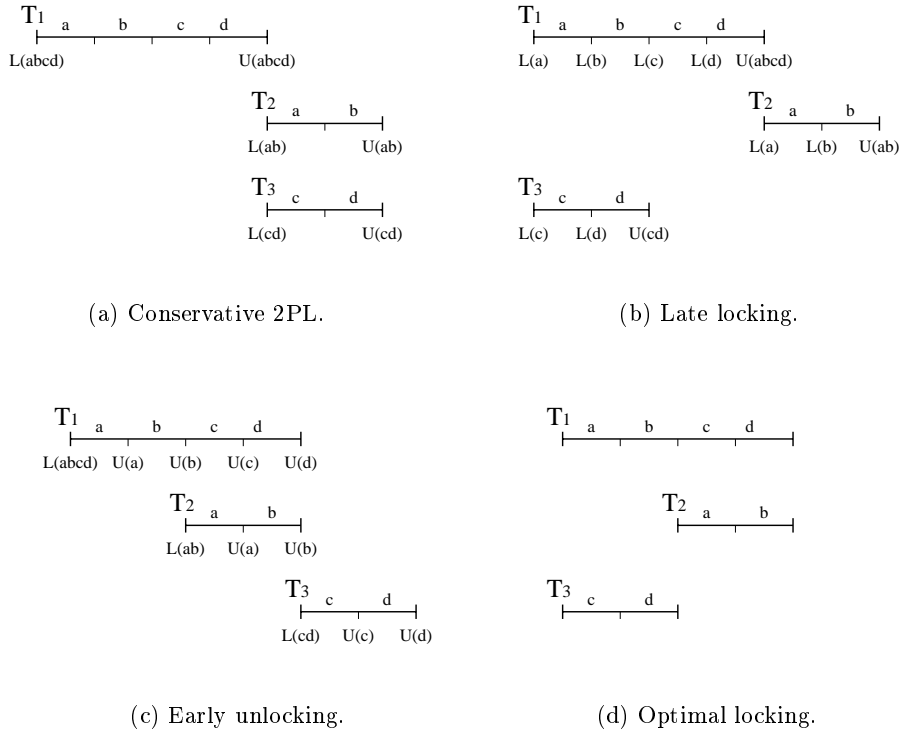 T1
a b c d
L(abcd) U(abcd)
T2
a b
L(ab) U(ab)
T3
c d
L(cd) U(cd)
(a) Conservative 2PL.
T1
a b c d
L(a) L(b) L(c) L(d) U(abcd)
T2
a b
L(a) L(b) U(ab)
T3
c d
L(c) L(d) U(cd)
(b) Late locking.
T1
a b c d
L(abcd) U(a) U(b) U(c) U(d)
T2
a b
L(ab) U(a) U(b)
T3
c d
L(cd) U(c) U(d)
(c) Early unlocking.
T1
a b c d
T2
a b
T3
c d
(d) Optimal locking.